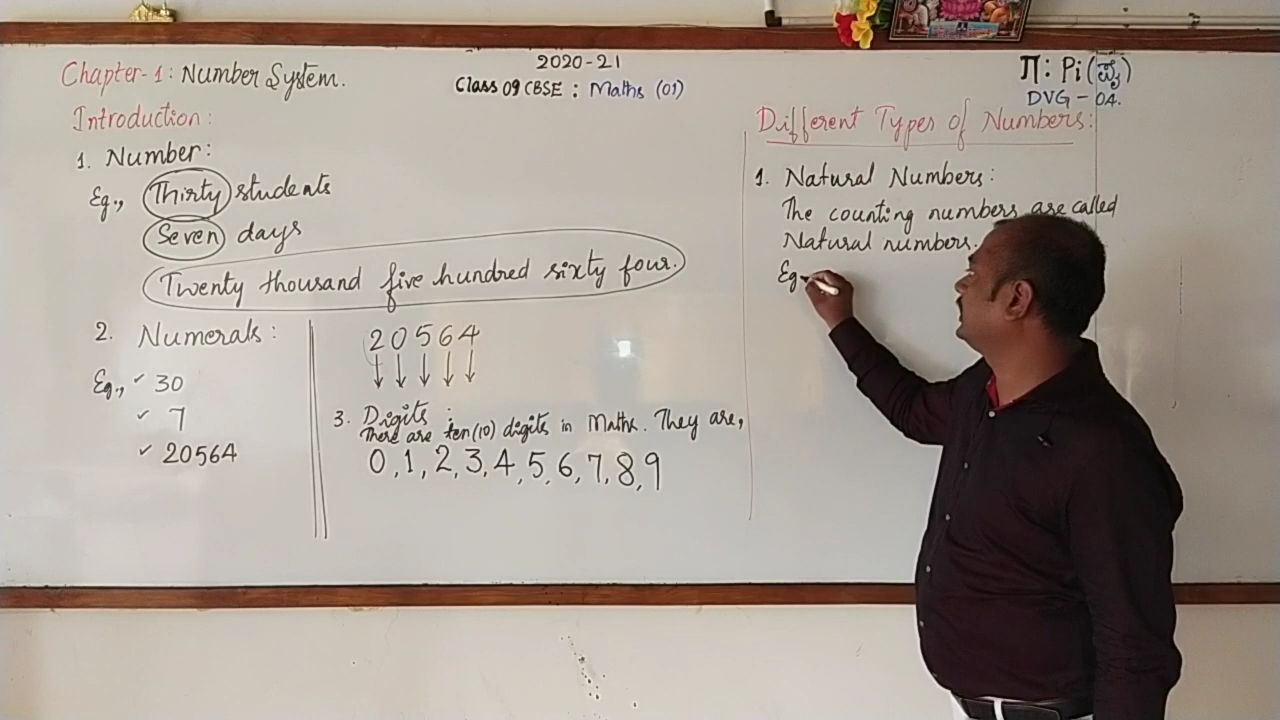 2020-21
Class 09 CBSE : Maths (01)
Chapter-1: Number System.
Introduction:
1. Number:
Eg., Thirty students
Seven days
Twenty thousand five hundred sixty four.
2. Numerals:
Eg., ✓ 30
✓ 7
✓ 20564
20564
3. Digits:
There are ten (10) digits in Maths. They are,
0, 1, 2, 3, 4, 5, 6, 7, 8, 9
Π: Pi
DVG - 04.
Different Types of Numbers:
1. Natural Numbers:
The counting numbers are called
Natural numbers.
Eg